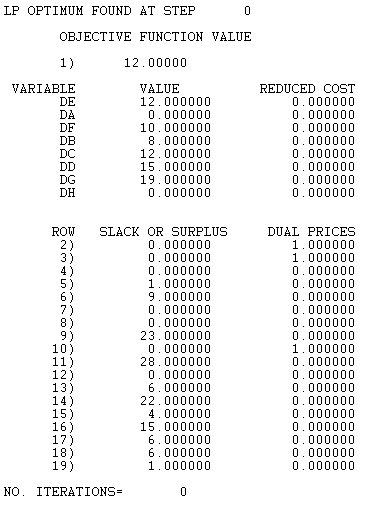 LP OPTIMUM FOUND AT STEP 0
OBJECTIVE FUNCTION VALUE
1) 12.00000
VARIABLE VALUE REDUCED COST
DE 12.000000 0.000000
DA 0.000000 0.000000
DF 10.000000 0.000000
DB 8.000000 0.000000
DC 12.000000 0.000000
DD 15.000000 0.000000
DG 19.000000 0.000000
DH 0.000000 0.000000
ROW SLACK OR SURPLUS DUAL PRICES
2) 0.000000 1.000000
3) 0.000000 1.000000
4) 0.000000 0.000000
5) 1.000000 0.000000
6) 9.000000 0.000000
7) 0.000000 0.000000
8) 0.000000 0.000000
9) 23.000000 0.000000
10) 0.000000 1.000000
11) 28.000000 0.000000
12) 0.000000 0.000000
13) 6.000000 0.000000
14) 22.000000 0.000000
15) 4.000000 0.000000
16) 15.000000 0.000000
17) 6.000000 0.000000
18) 6.000000 0.000000
19) 1.000000 0.000000
NO. ITERATIONS= 0